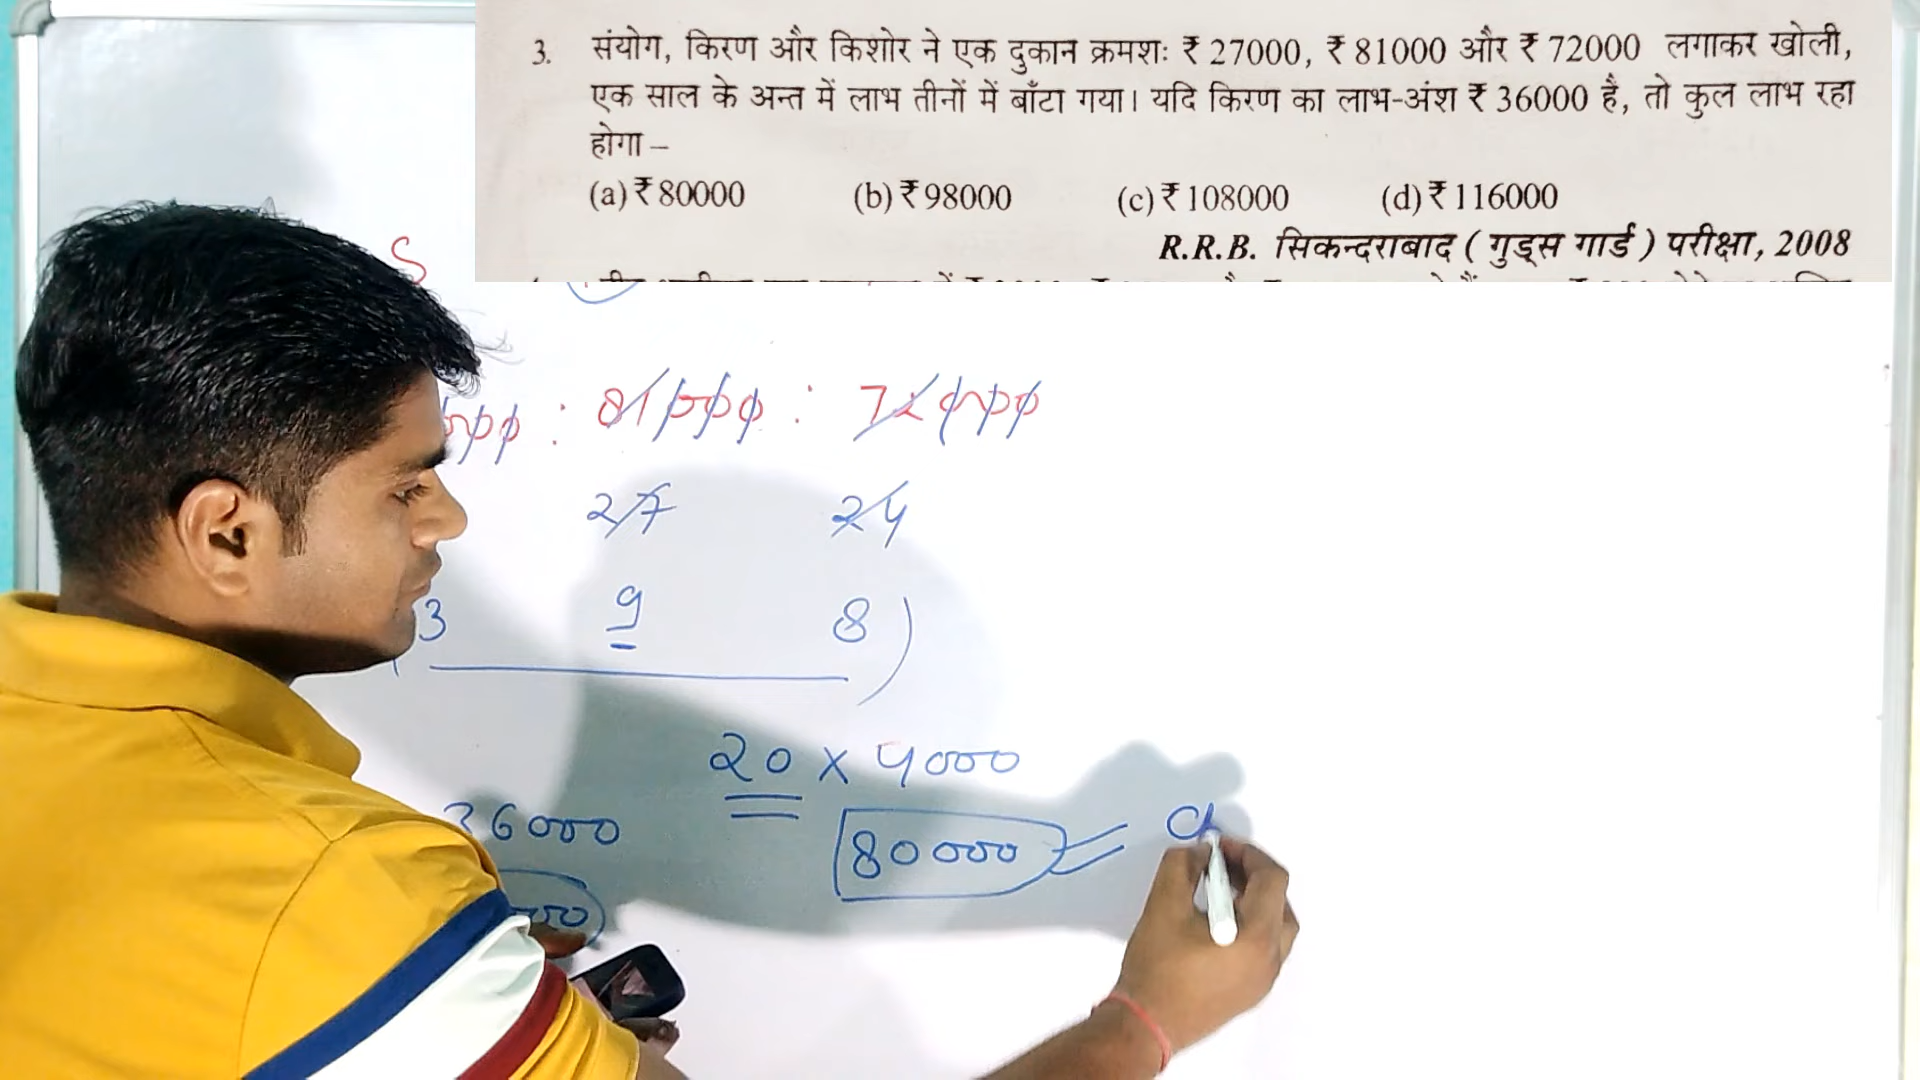 3. संयोग, किरण और किशोर ने एक दुकान क्रमशः ₹ 27000, ₹ 81000 और ₹ 72000 लगाकर खोली,
एक साल के अन्त में लाभ तीनों में बाँटा गया। यदि किरण का लाभ-अंश ₹ 36000 है, तो कुल लाभ रहा
होगा –
(a) ₹ 80000 (b) ₹ 98000 (c) ₹ 108000 (d) ₹ 116000
R.R.B. सिकन्दराबाद ( गुड्स गार्ड ) परीक्षा, 2008
S
: 81000 : 72000
27 24
3 9 8 )
20 x 4000
36000
80000 =